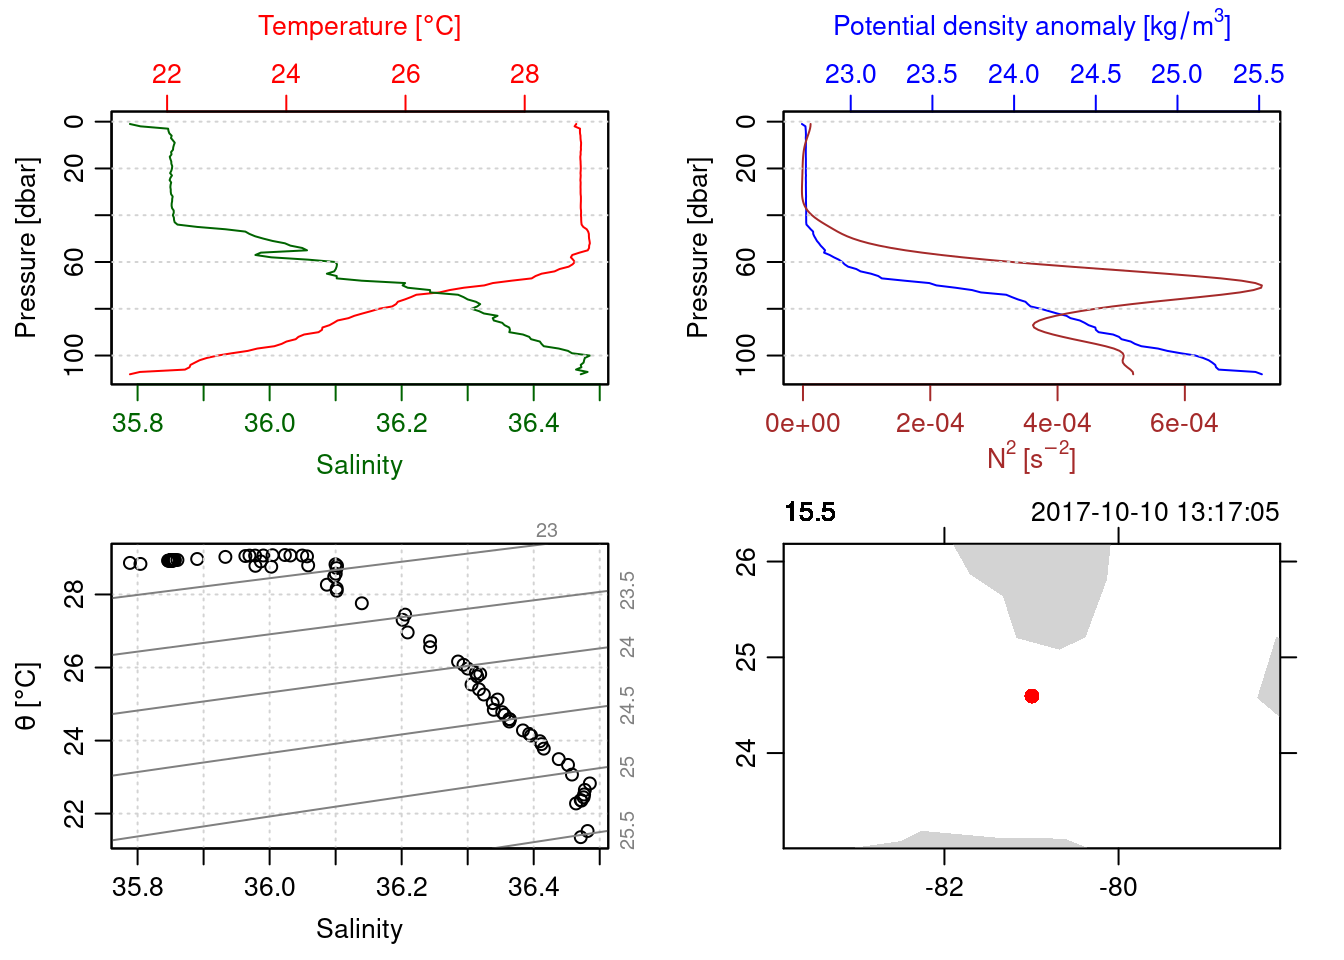 Temperature [°C]
22 24 26 28
Pressure [dbar]
0 20 60 100
35.8 36.0 36.2 36.4
Salinity
Potential density anomaly [kg/m³]
23.0 23.5 24.0 24.5 25.0 25.5
Pressure [dbar]
0 20 60 100
0e+00 2e-04 4e-04 6e-04
N² [s⁻²]
23
23.5
24
24.5
25
25.5
θ [°C]
28 26 24 22
35.8 36.0 36.2 36.4
Salinity
15.5 2017-10-10 13:17:05
26
25
24
-82 -80